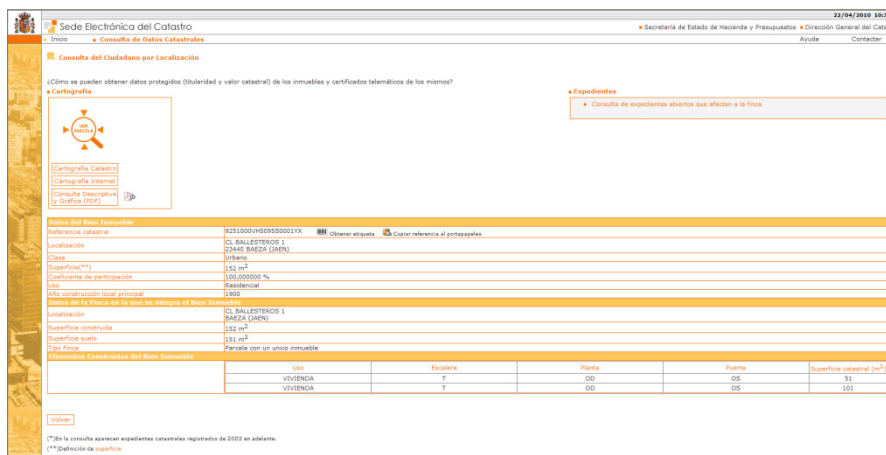 22/04/2010 10:
Sede Electrónica del Catastro
Secretaría de Estado de Hacienda y Presupuestos Dirección General del Cata
Inicio Consulta de Datos Catastrales Ayuda Contactar
Consulta del Ciudadano por Localización
¿Cómo se pueden obtener datos protegidos (titularidad y valor catastral) de los inmuebles y certificados telemáticos de los mismos?
Cartografía
Expedientes
Consulta de expedientes abiertos que afectan a la finca
VER
PARCELA
Cartografía Catastro
Cartografía Internet
Consulta Descriptiva
y Gráfica (PDF)
Datos del Bien Inmueble
Referencia catastral 9251000VH5095S0001YX Obtener etiqueta Copiar referencia al portapapeles
Localización CL BALLESTEROS 1
23440 BAEZA (JAEN)
Clase Urbano
Superficie(**) 152 m2
Coeficiente de participación 100,000000 %
Uso Residencial
Año construcción local principal 1900
Datos de la Finca en la que se integra el Bien Inmueble
Localización CL BALLESTEROS 1
BAEZA (JAEN)
Superficie construida 152 m2
Superficie suelo 151 m2
Tipo Finca Parcela con un unico inmueble
Elementos Construidos del Bien Inmueble
Uso Escalera Planta Puerta Superficie catastral (m2)
VIVIENDA T OD OS 51
VIVIENDA T OD OS 101
Volver
(*)En la consulta aparecen expedientes catastrales registrados de 2003 en adelante.
(**)Definición de superficie